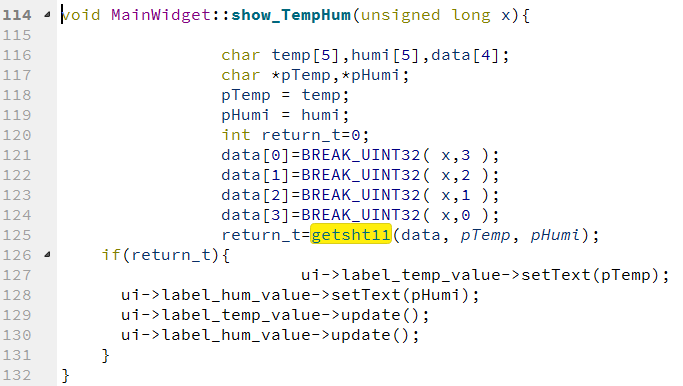 114 void MainWidget::show_TempHum(unsigned long x){
115
116 char temp[5],humi[5],data[4];
117 char *pTemp,*pHumi;
118 pTemp = temp;
119 pHumi = humi;
120 int return_t=0;
121 data[0]=BREAK_UINT32( x,3 );
122 data[1]=BREAK_UINT32( x,2 );
123 data[2]=BREAK_UINT32( x,1 );
124 data[3]=BREAK_UINT32( x,0 );
125 return_t=getsht11(data, pTemp, pHumi);
126 if(return_t){
127 ui->label_temp_value->setText(pTemp);
128 ui->label_hum_value->setText(pHumi);
129 ui->label_temp_value->update();
130 ui->label_hum_value->update();
131 }
132 }